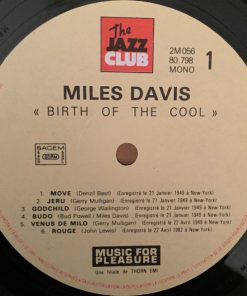 The
JAZZ
CLUB
2M 056
80.798
MONO
1
MILES DAVIS
« BIRTH OF THE COOL »
SACEM
1. MOVE (Denzil Best) (Enregistré le 21 Janvier 1949 à New-York)
2. JERU (Gerry Mulligan) (Enregistré le 21 Janvier 1949 à New-York)
3. GODCHILD (George Wallington) (Enregistré le 21 Janvier 1949 à New-York)
4. BUDO (Bud Powell / Miles Davis) (Enregistré le 21 Janvier 1949 à New-York)
5. VENUS DE MILO (Gerry Mulligan) (Enregistré le 22 Avril 1949 à New-York)
6. ROUGE (John Lewis) (Enregistré le 22 Avril 1982 à New-York)
MUSIC FOR
PLEASURE
Une filiale de THORN EMI